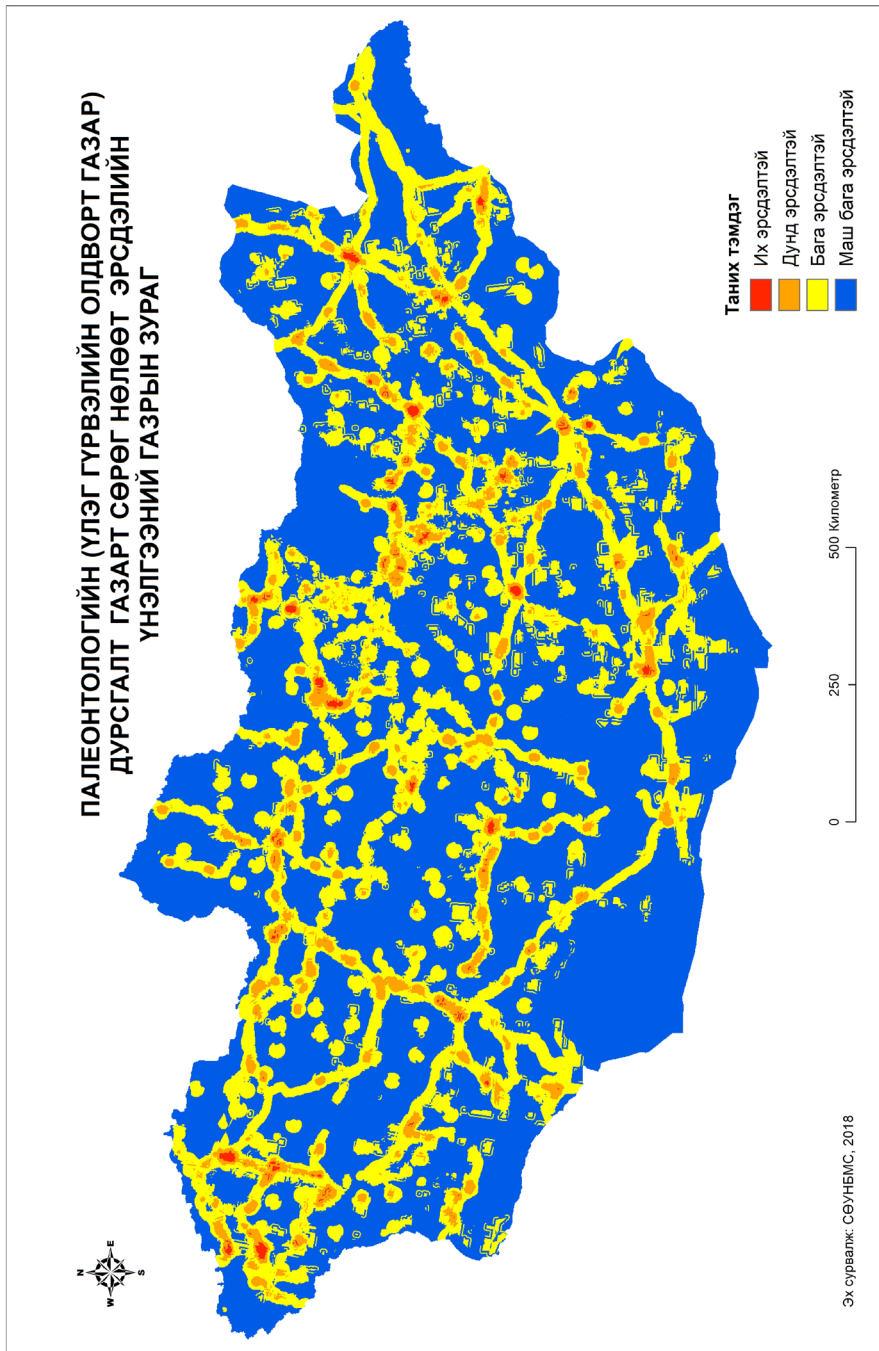 ПАЛЕОНТОЛОГИЙН (ҮЛЭГ ГҮРВЭЛИЙН ОЛДВОРТ ГАЗАР)
ДУРСГАЛТ ГАЗАРТ СӨРӨГ НӨЛӨӨТ ЭРСДЭЛИЙН
ҮНЭЛГЭЭНИЙ ГАЗРЫН ЗУРАГ
N
W
E
S
Таних тэмдэг
Их эрсдэлтэй
Дунд эрсдэлтэй
Бага эрсдэлтэй
Маш бага эрсдэлтэй
0 250 500 Километр
Эх сурвалж: СӨҮНБМС, 2018